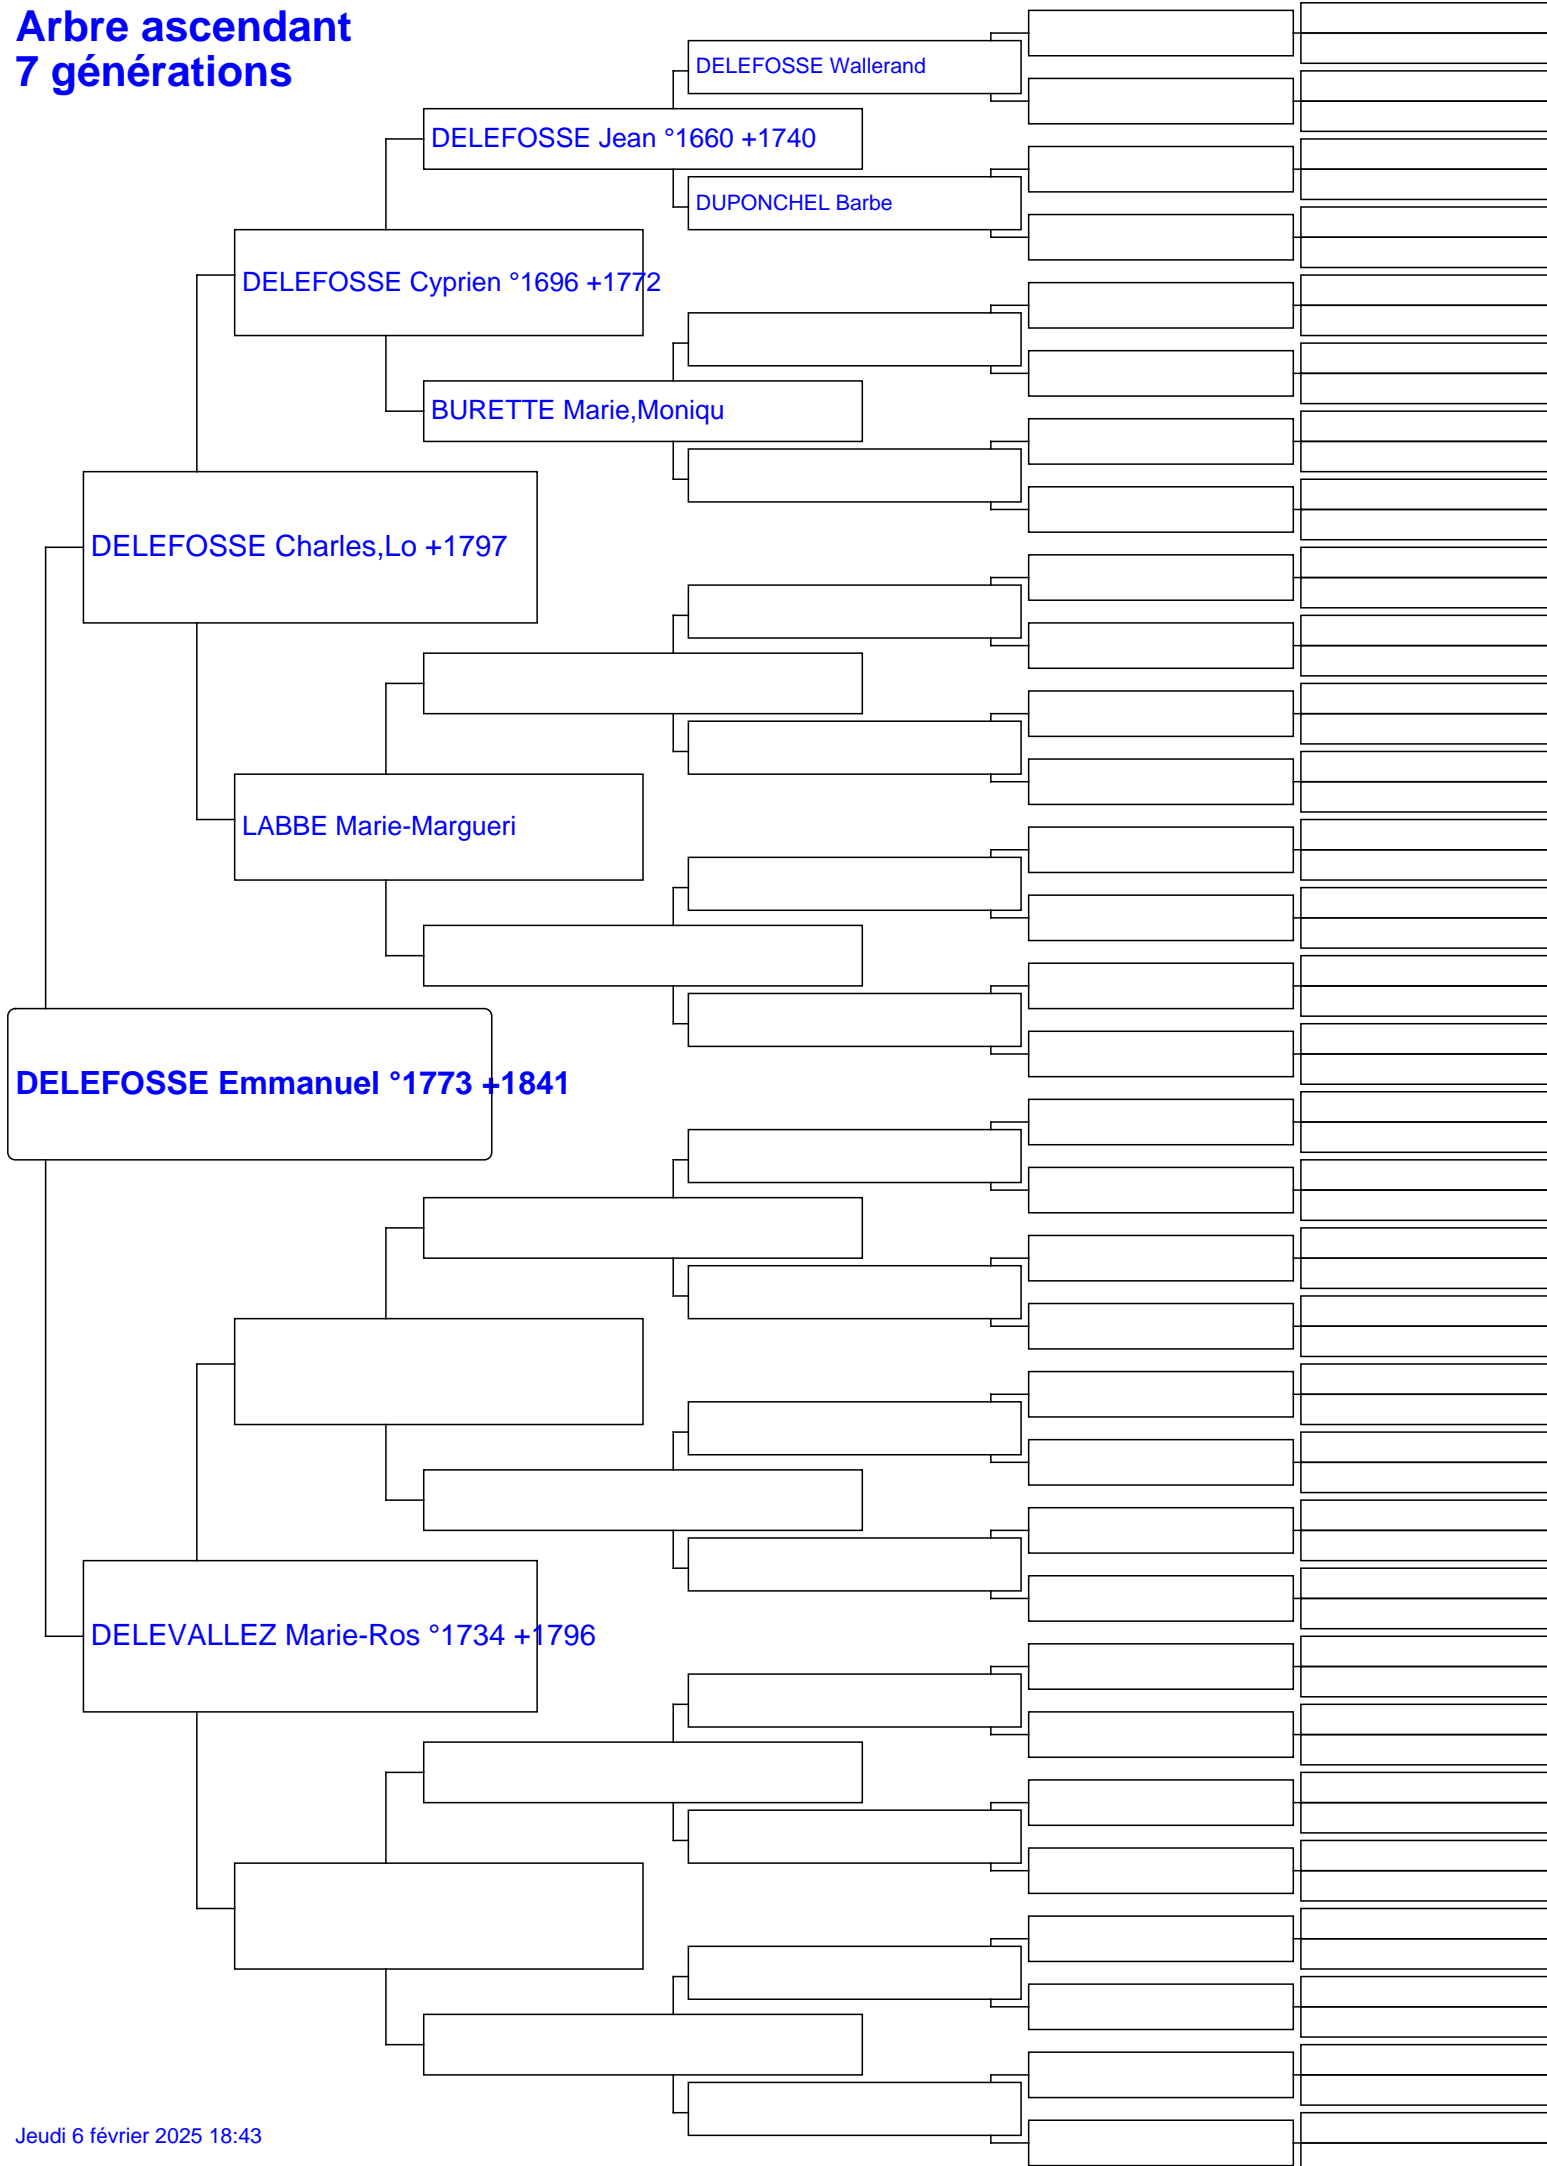 Arbre ascendant
7 générations
DELEFOSSE Wallerand
DELEFOSSE Jean °1660 +1740
DUPONCHEL Barbe
DELEFOSSE Cyprien °1696 +1772
BURETTE Marie,Moniqu
DELEFOSSE Charles,Lo +1797
LABBE Marie-Margueri
DELEFOSSE Emmanuel °1773 +1841
DELEVALLEZ Marie-Ros °1734 +1796
Jeudi 6 février 2025 18:43